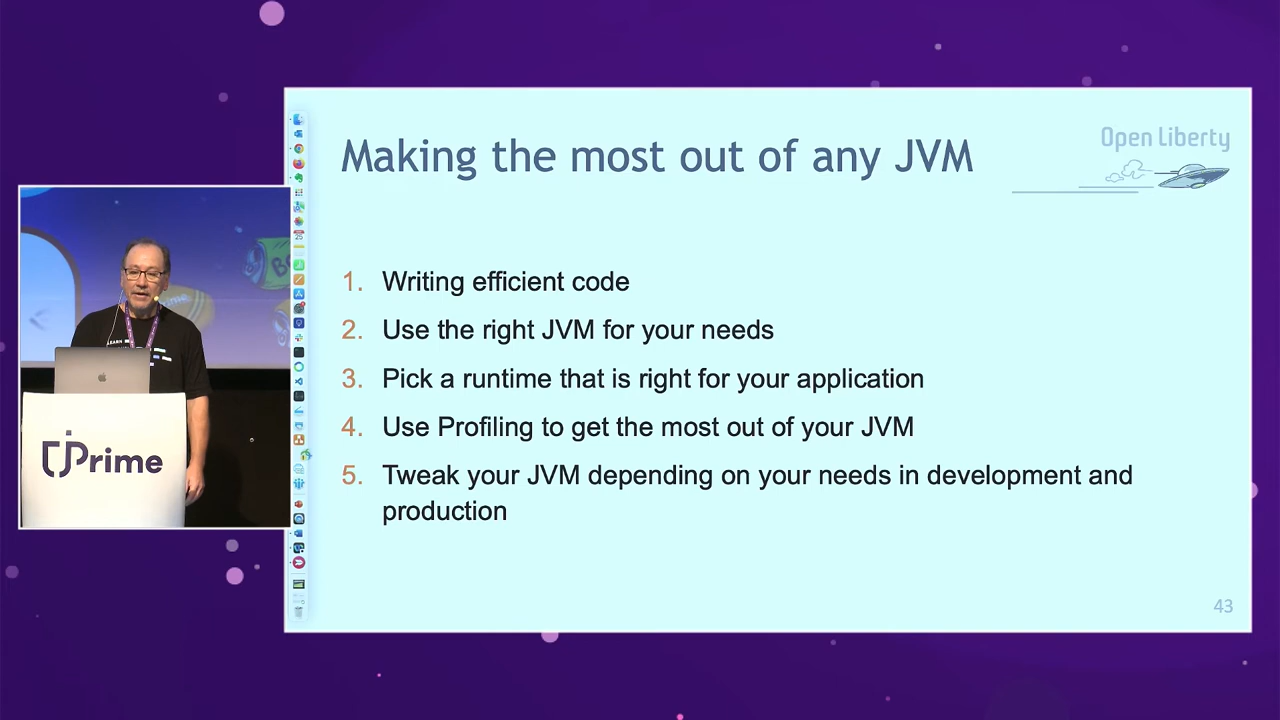 Making the most out of any JVM
Open Liberty
1. Writing efficient code
2. Use the right JVM for your needs
3. Pick a runtime that is right for your application
4. Use Profiling to get the most out of your JVM
5. Tweak your JVM depending on your needs in development and
production
43
jPrime